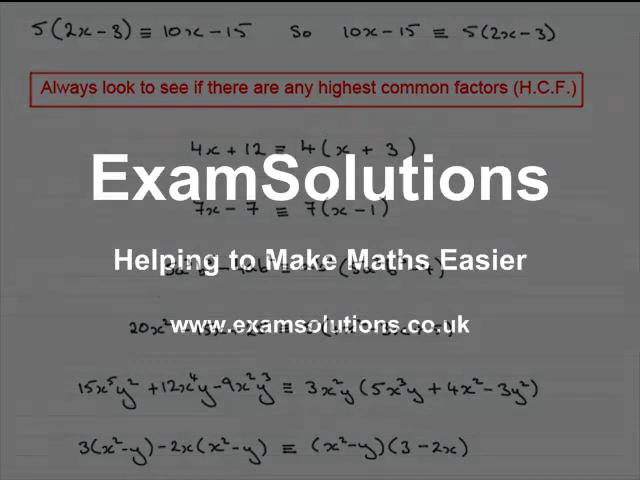 5(2x-3) ≡ 10x-15 So 10x-15 ≡ 5(2x-3)
Always look to see if there are any highest common factors (H.C.F.)
4x+12 ≡ 4(x+3)
ExamSolutions
7x-7 ≡ 7(x-1)
Helping to Make Maths Easier
www.examsolutions.co.uk
15x⁵y² + 12x⁴y - 9x²y³ ≡ 3x²y(5x³y + 4x² - 3y²)
3(x²-y) - 2x(x²-y) ≡ (x²-y)(3-2x)